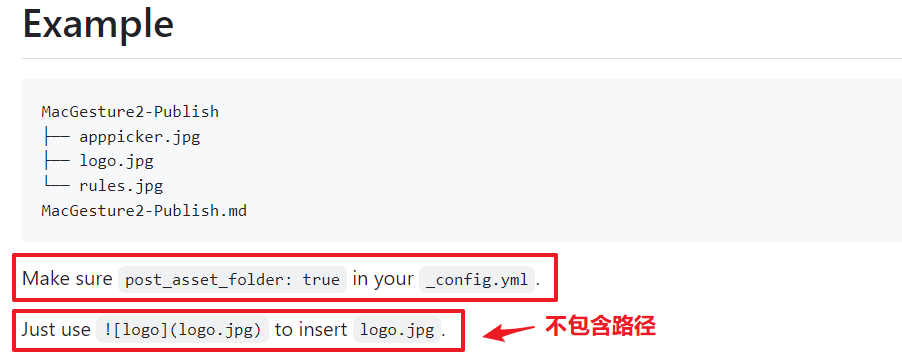 Example
MacGesture2-Publish
├── apppicker.jpg
├── logo.jpg
└── rules.jpg
MacGesture2-Publish.md
Make sure post_asset_folder: true in your _config.yml.
Just use ![logo](logo.jpg) to insert logo.jpg.
不包含路径